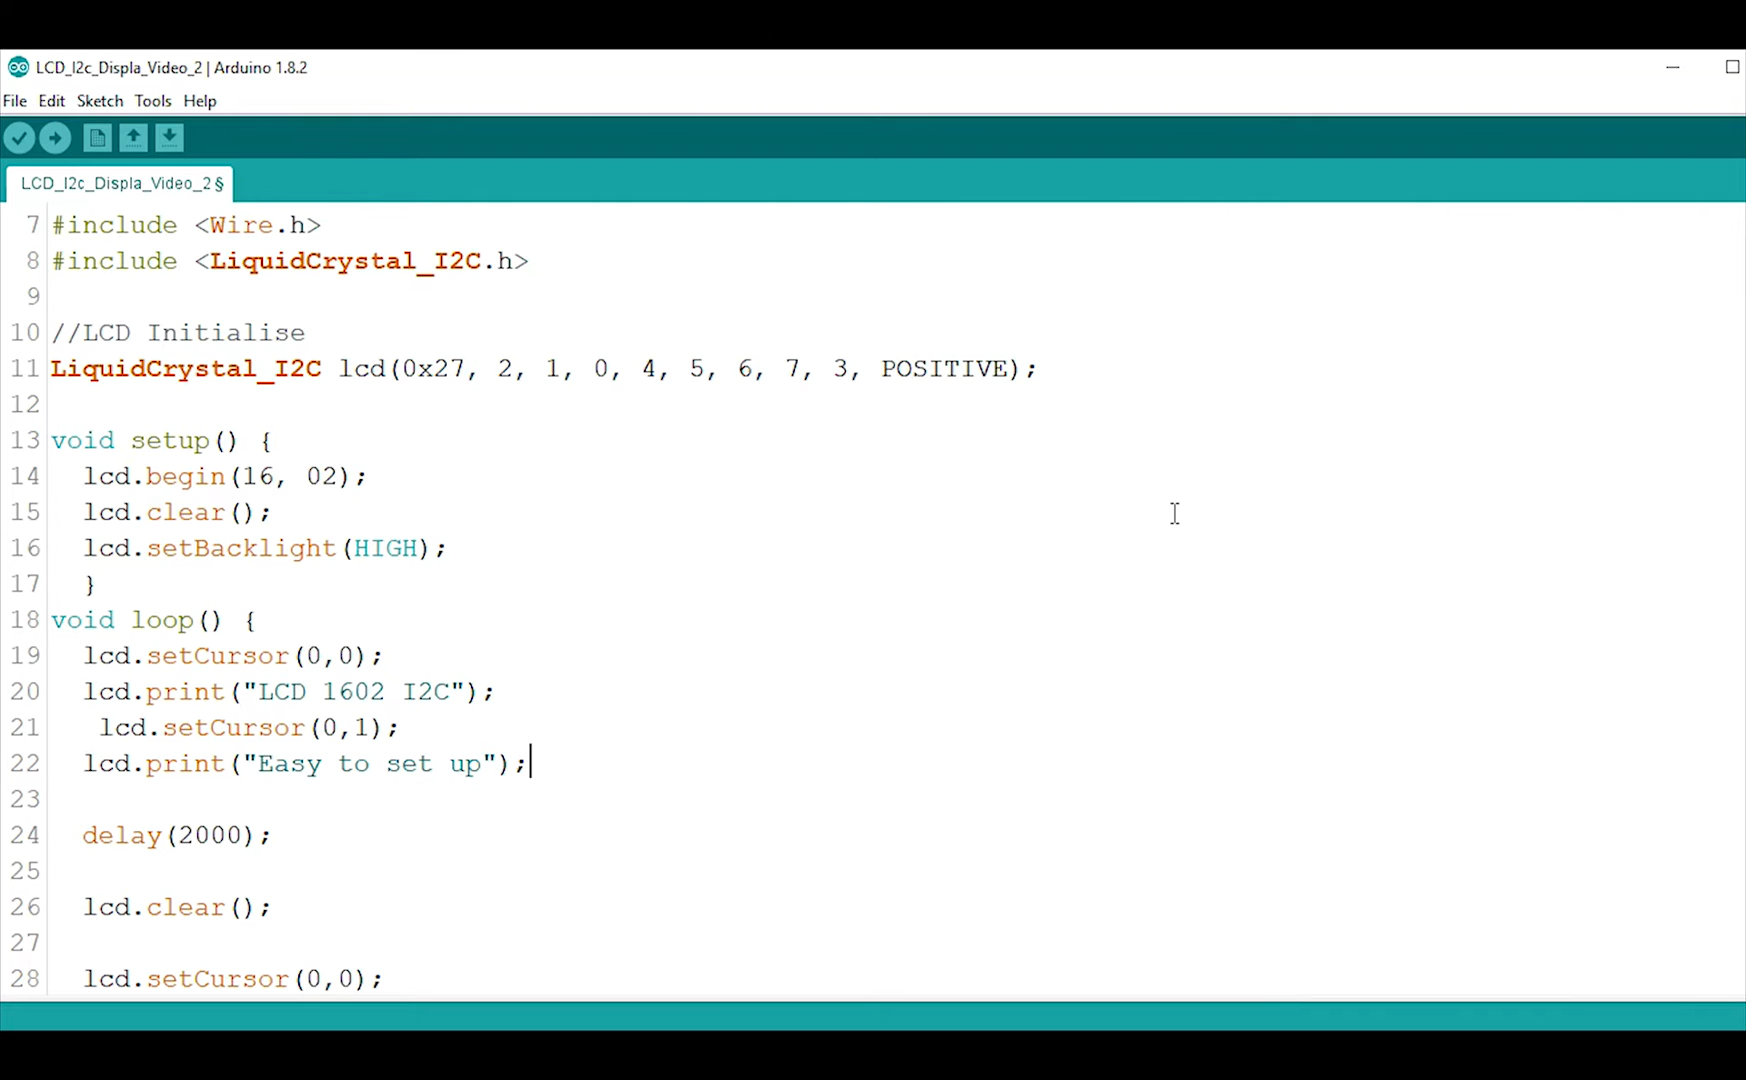 LCD_I2c_Displa_Video_2 | Arduino 1.8.2
File Edit Sketch Tools Help
LCD_I2c_Displa_Video_2 §
7 #include <Wire.h>
8 #include <LiquidCrystal_I2C.h>
9
10 //LCD Initialise
11 LiquidCrystal_I2C lcd(0x27, 2, 1, 0, 4, 5, 6, 7, 3, POSITIVE);
12
13 void setup() {
14   lcd.begin(16, 02);
15   lcd.clear();
16   lcd.setBacklight(HIGH);
17   }
18 void loop() {
19   lcd.setCursor(0,0);
20   lcd.print("LCD 1602 I2C");
21    lcd.setCursor(0,1);
22   lcd.print("Easy to set up");
23
24   delay(2000);
25
26   lcd.clear();
27
28   lcd.setCursor(0,0);